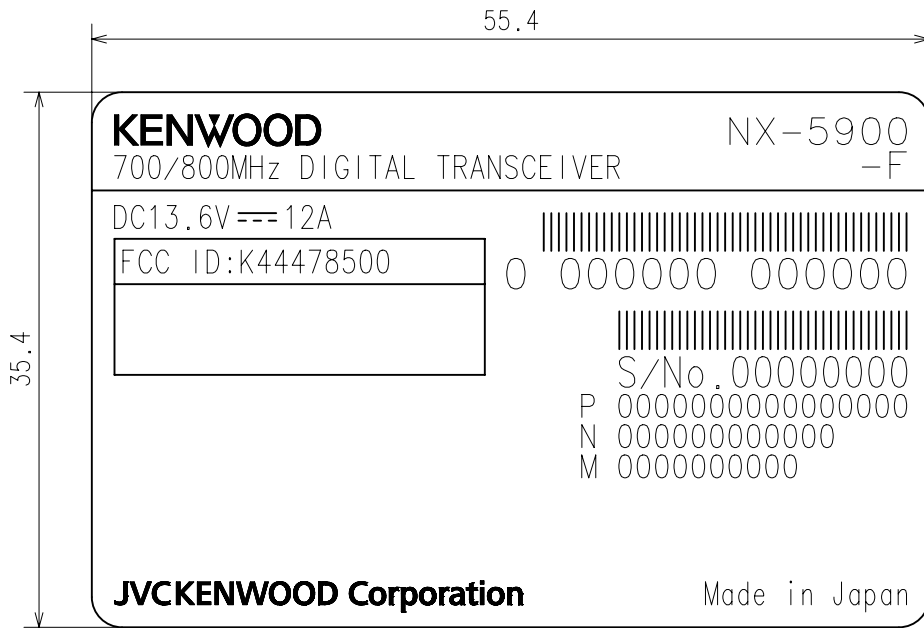 55.4
35.4
KENWOOD
NX-5900
700/800MHz DIGITAL TRANSCEIVER
-F
DC13.6V⎓12A
FCC ID:K44478500
0 000000 000000
S/No.00000000
P 0000000000000000
N 000000000000
M 0000000000
JVCKENWOOD Corporation
Made in Japan